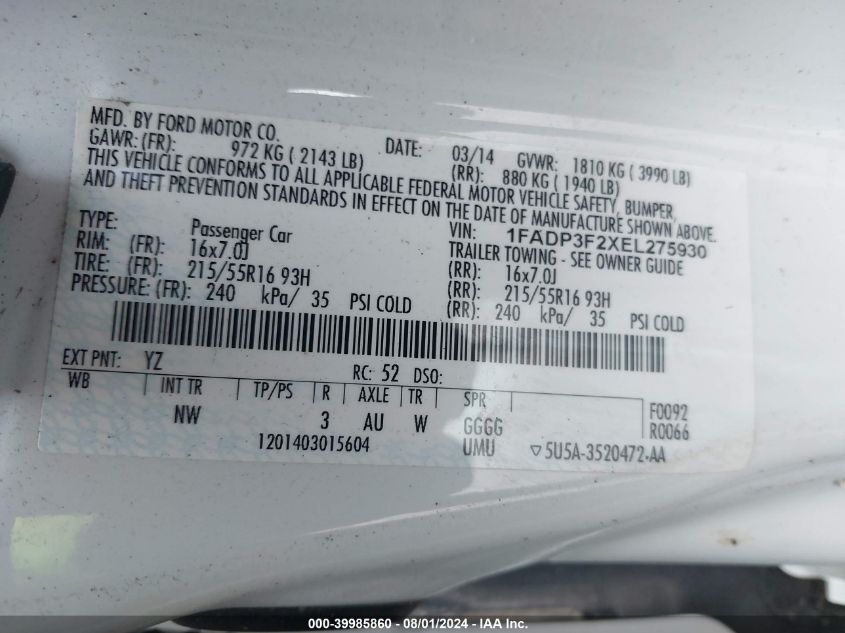 MFD. BY FORD MOTOR CO.
DATE: 03/14 GVWR: 1810 KG ( 3990 LB)
GAWR: (FR): 972 KG ( 2143 LB) (RR): 880 KG ( 1940 LB)
THIS VEHICLE CONFORMS TO ALL APPLICABLE FEDERAL MOTOR VEHICLE SAFETY, BUMPER,
AND THEFT PREVENTION STANDARDS IN EFFECT ON THE DATE OF MANUFACTURE SHOWN ABOVE.
VIN: 1FADP3F2XEL275930
TYPE: Passenger Car TRAILER TOWING - SEE OWNER GUIDE
RIM: (FR): 16x7.0J (RR): 16x7.0J
TIRE: (FR): 215/55R16 93H (RR): 215/55R16 93H
PRESSURE: (FR): 240 kPa/ 35 PSI COLD (RR): 240 kPa/ 35 PSI COLD
EXT PNT: YZ RC: 52 DSO:
WB INT TR TP/PS R AXLE TR SPR F0092
NW 3 AU W GGGG R0066
1201403015604 UMU ▽5U5A-3520472-AA
000-39985860 - 08/01/2024 - IAA Inc.